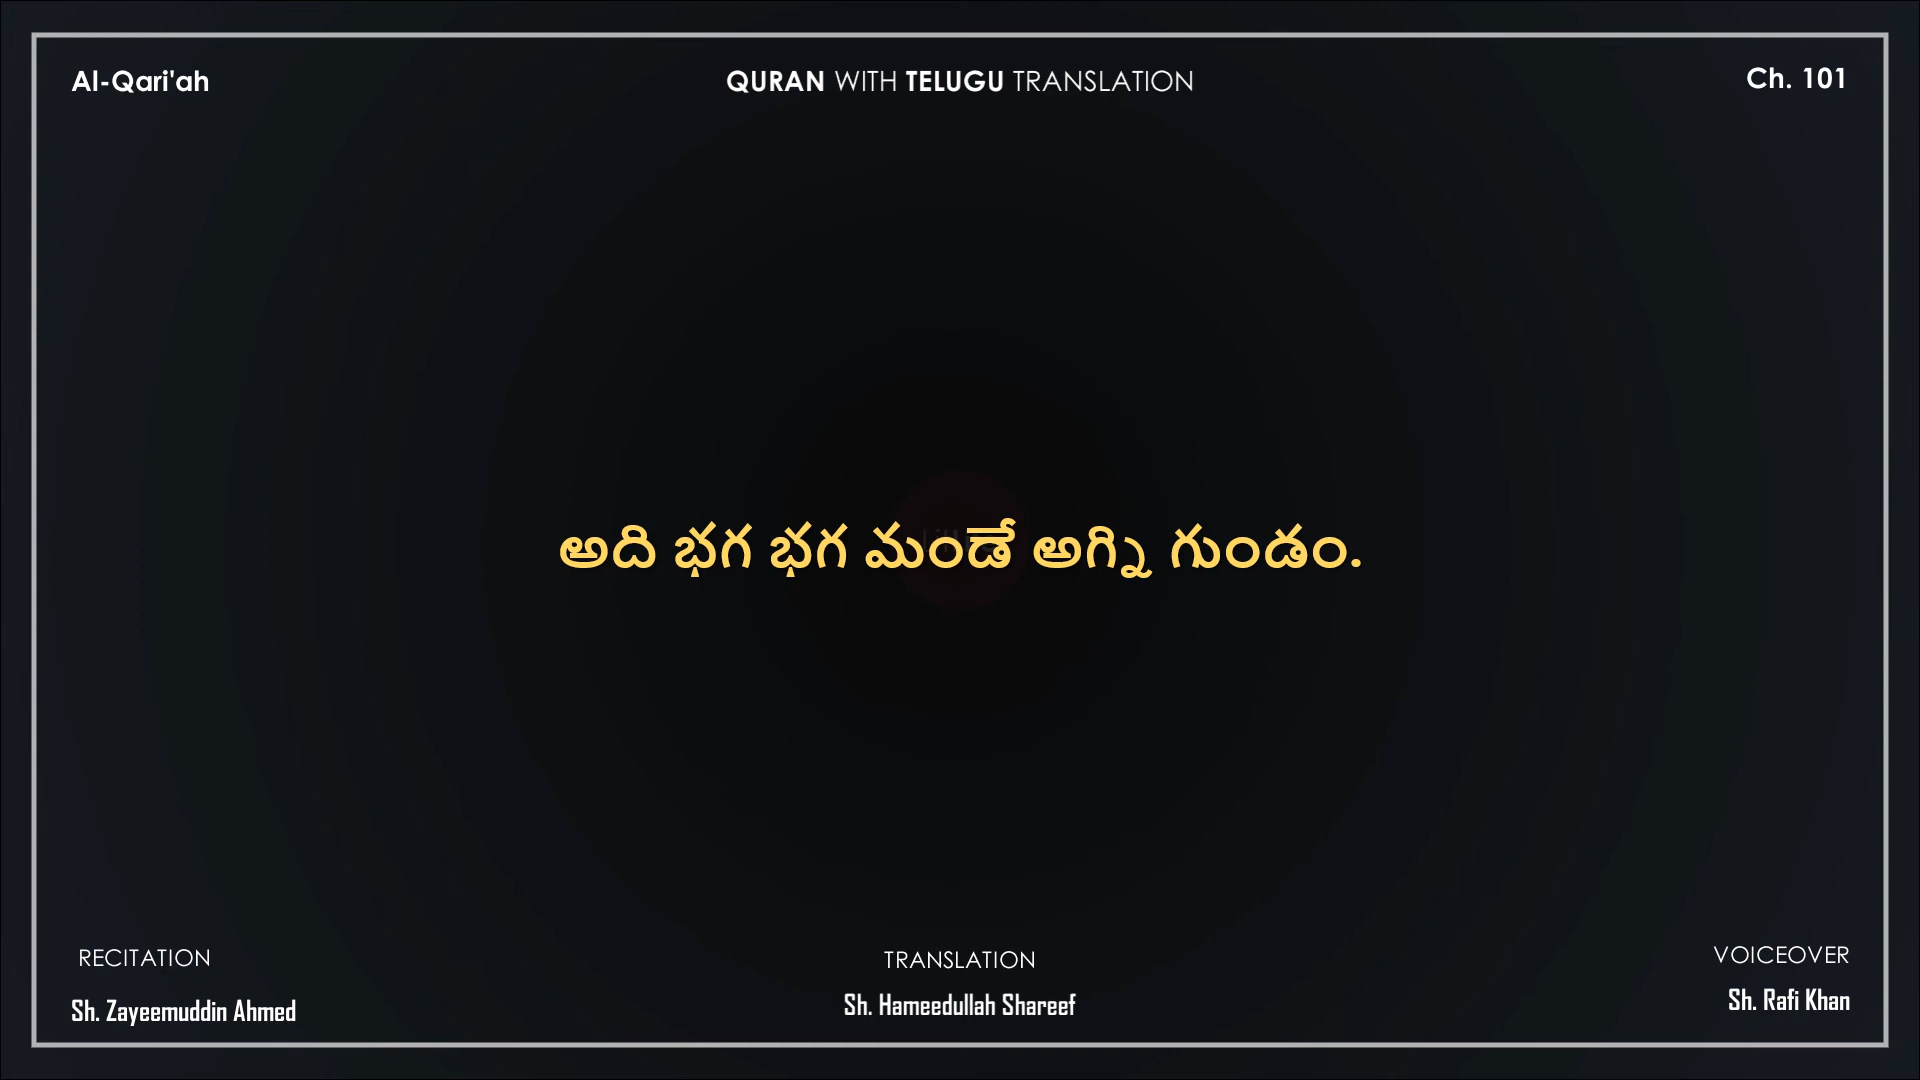 Al-Qari'ah
QURAN WITH TELUGU TRANSLATION
Ch. 101
అది భగ భగ మండే అగ్ని గుండం.
RECITATION
Sh. Zayeemuddin Ahmed
TRANSLATION
Sh. Hameedullah Shareef
VOICEOVER
Sh. Rafi Khan